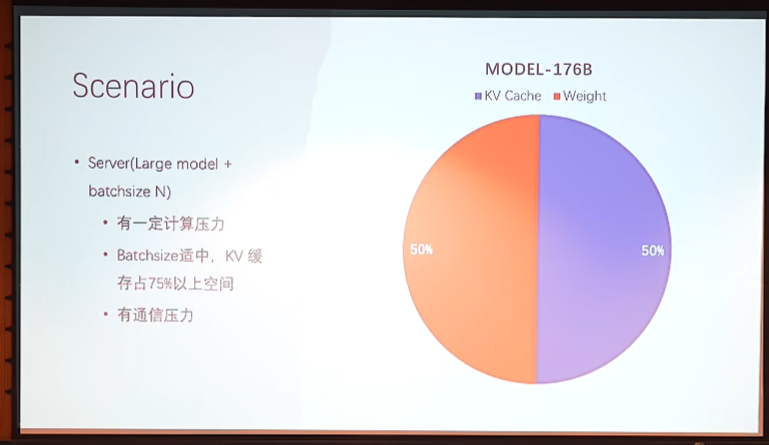 Scenario
• Server(Large model +
batchsize N)
• 有一定计算压力
• Batchsize适中，KV 缓
存占75%以上空间
• 有通信压力
MODEL-176B
KV Cache Weight
50% 50%